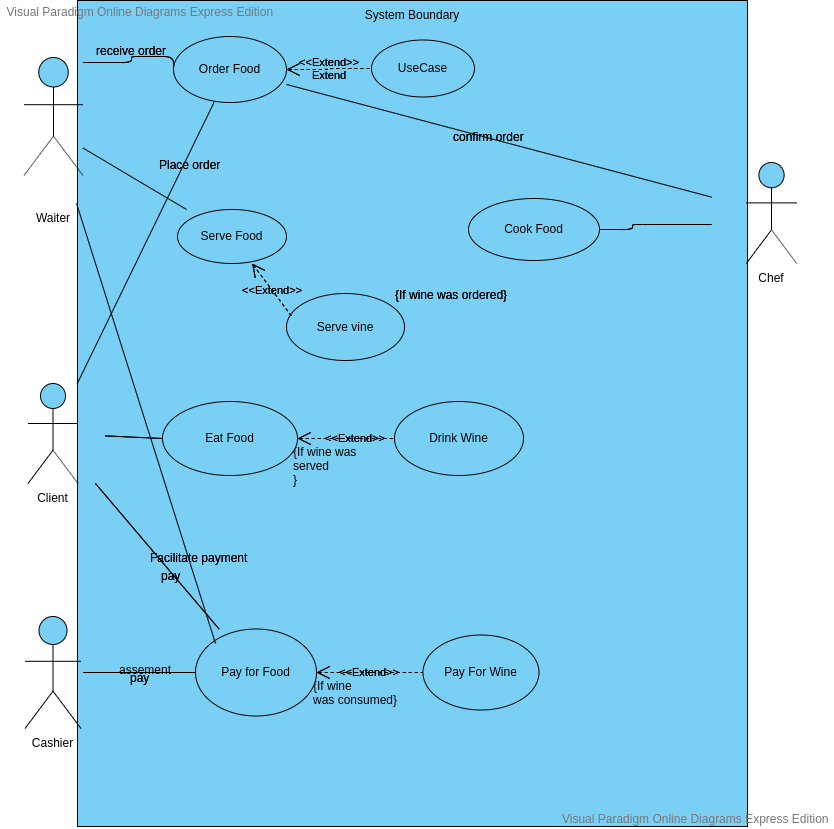 Visual Paradigm Online Diagrams Express Edition
System Boundary
receive order
Order Food
<<Extend>>
Extend
UseCase
confirm order
Place order
Waiter
Serve Food
Cook Food
Chef
<<Extend>>
{If wine was ordered}
Serve vine
Eat Food
<<Extend>>
Drink Wine
{If wine was
served
}
Client
Facilitate payment
pay
assement
pay
Pay for Food
<<Extend>>
Pay For Wine
{If wine
was consumed}
Cashier
Visual Paradigm Online Diagrams Express Edition